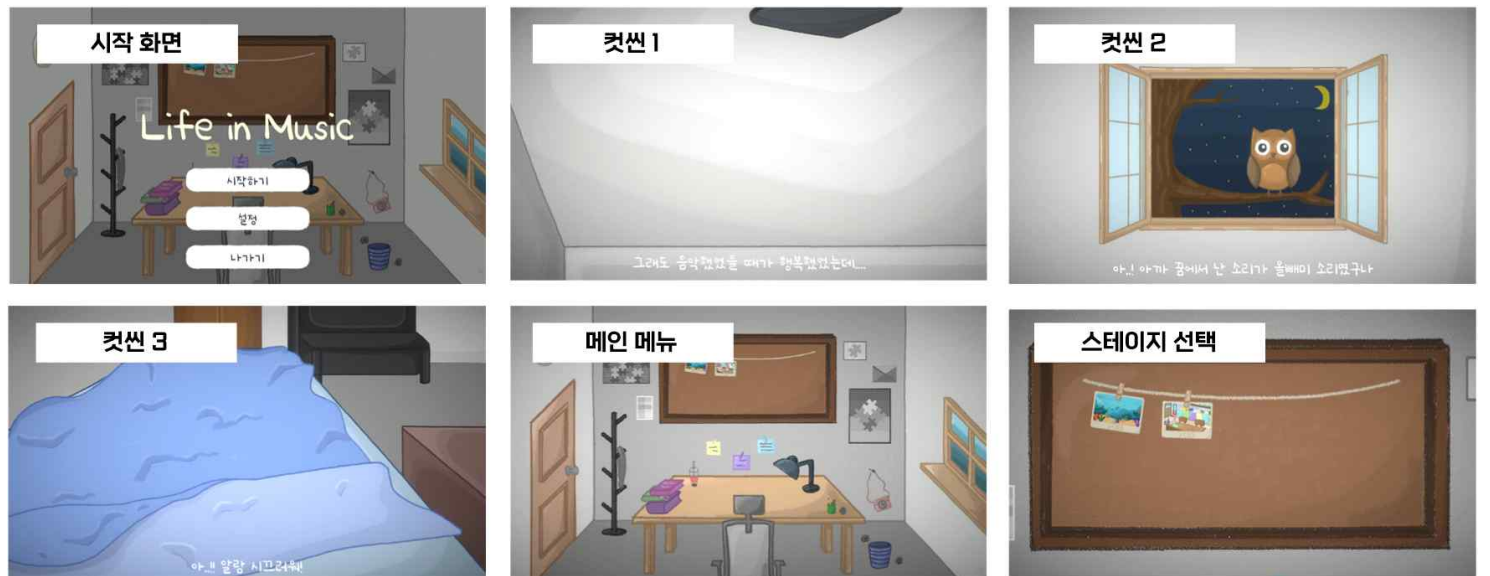 시작 화면
Life in Music
시작하기
설정
나가기
컷씬 1
그래도 음악했었을 때가 행복했었는데...
컷씬 2
아..! 아까 꿈에서 난 소리가 올빼미 소리였구나
컷씬 3
아..!! 알람 시끄러워!
메인 메뉴
스테이지 선택